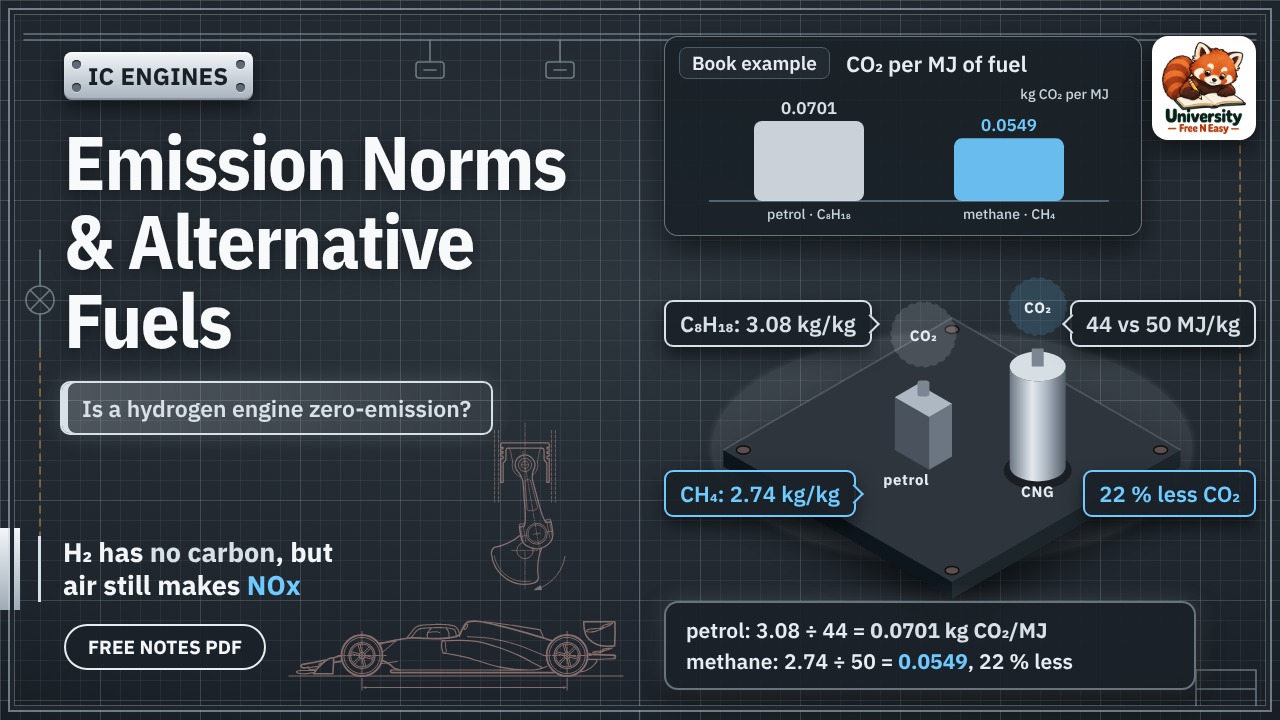 IC ENGINES
Emission Norms
& Alternative
Fuels
Is a hydrogen engine zero-emission?
H₂ has no carbon, but
air still makes NOx
FREE NOTES PDF
Book example
CO₂ per MJ of fuel
kg CO₂ per MJ
0.0701
0.0549
petrol · C₈H₁₈
methane · CH₄
University
Free N Easy
C₈H₁₈: 3.08 kg/kg
CO₂
CO₂
44 vs 50 MJ/kg
CH₄: 2.74 kg/kg
petrol
CNG
22 % less CO₂
petrol: 3.08 ÷ 44 = 0.0701 kg CO₂/MJ
methane: 2.74 ÷ 50 = 0.0549, 22 % less